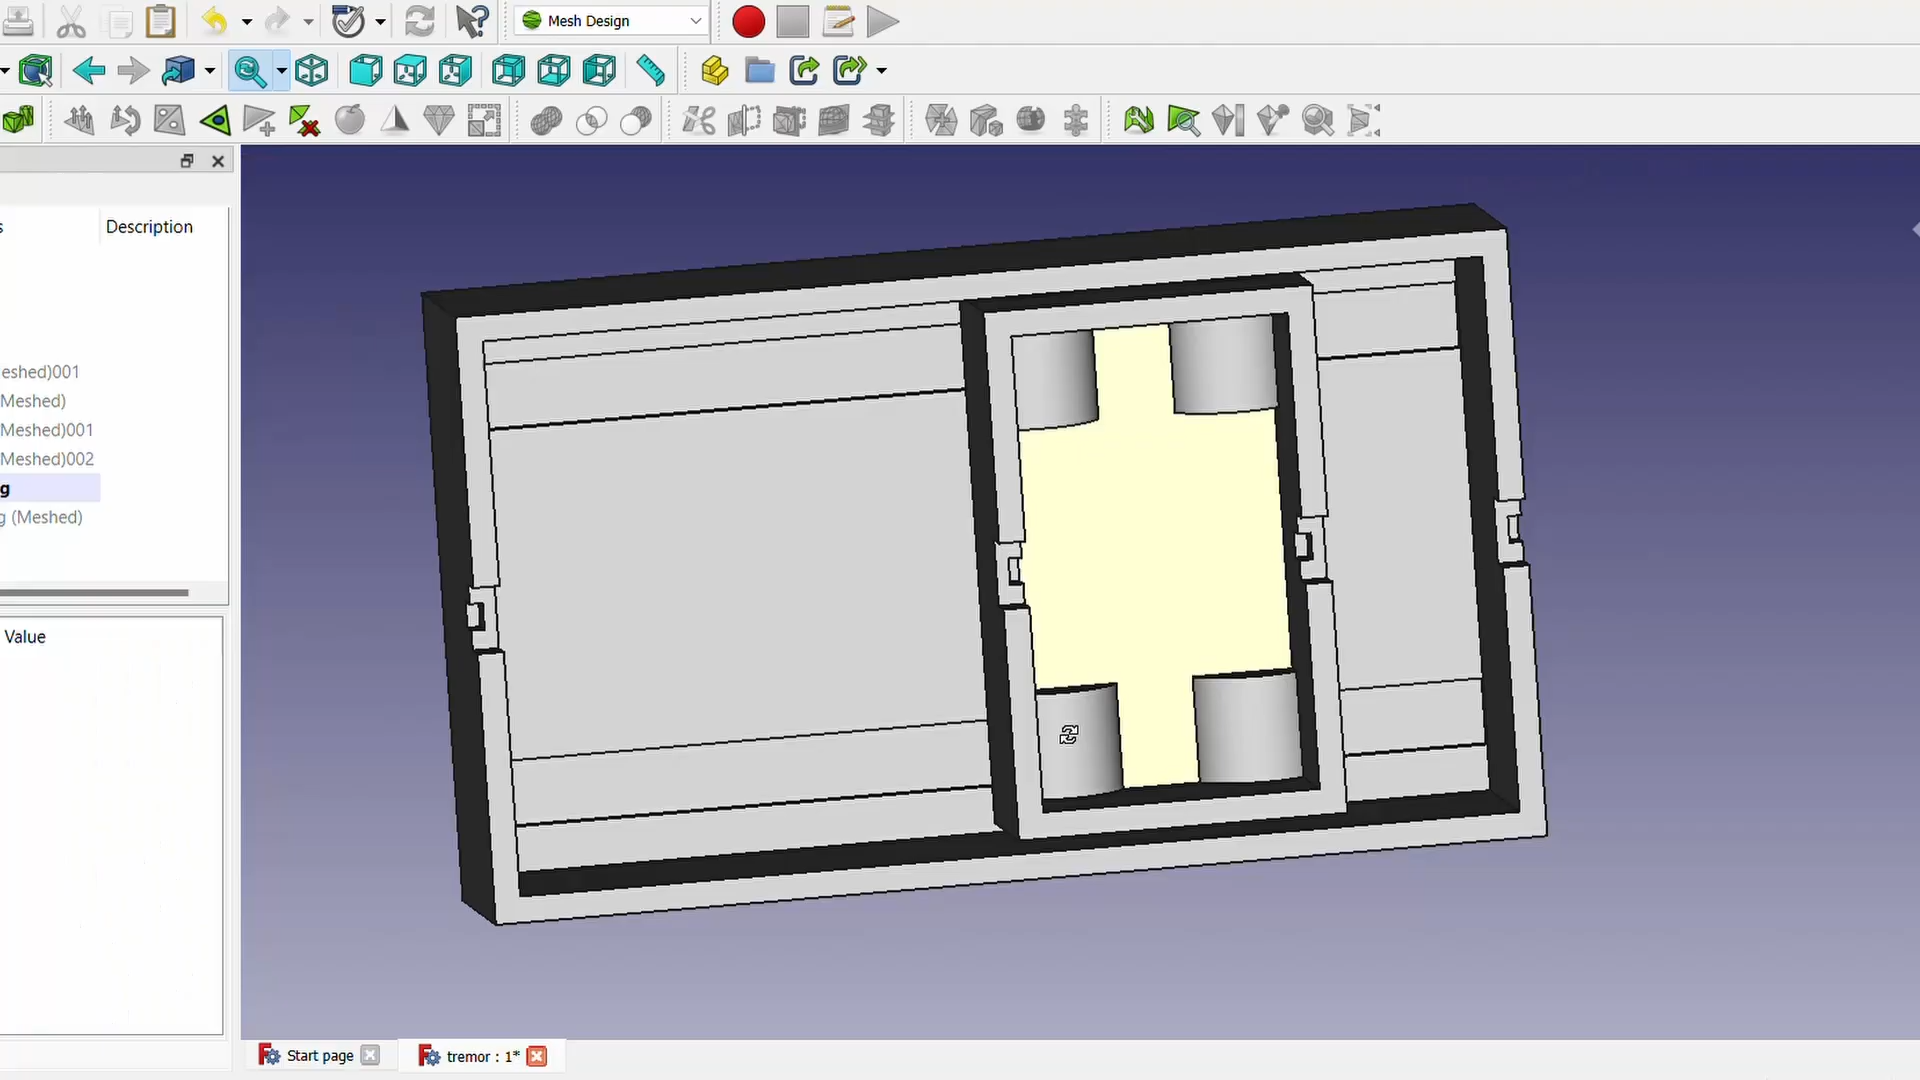 Mesh Design
s
Description
eshed)001
Meshed)
Meshed)001
Meshed)002
g
g (Meshed)
Value
Start page
tremor : 1*